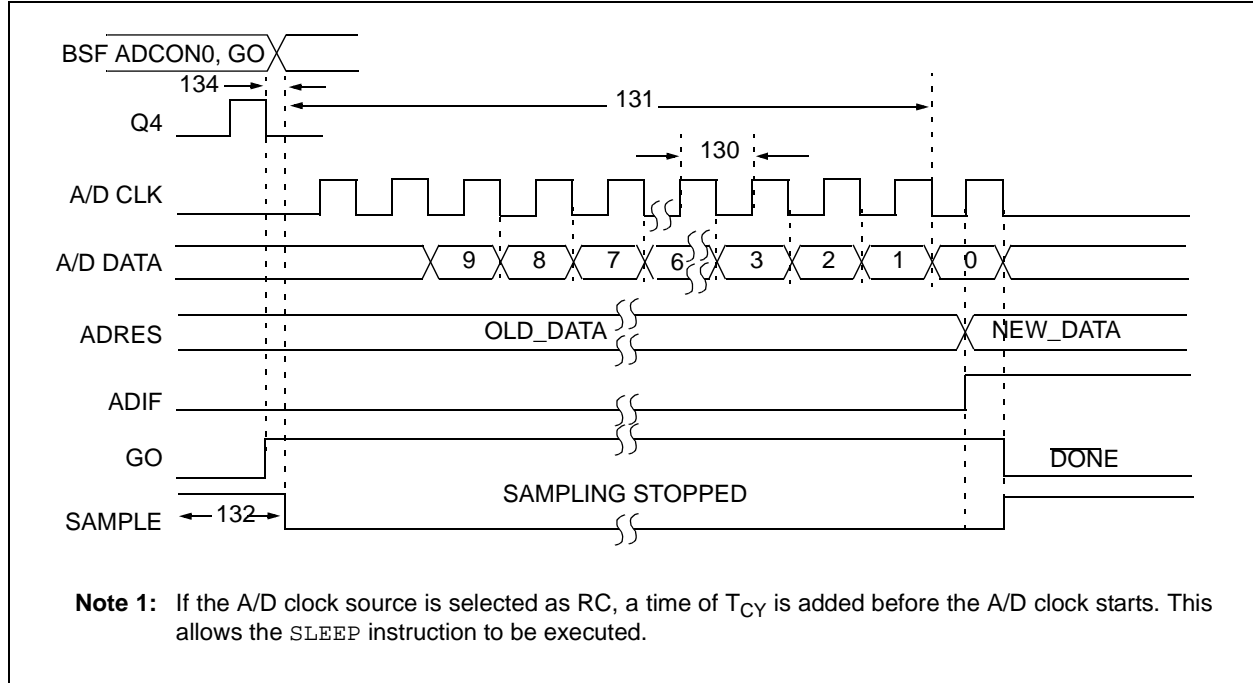 BSF ADCON0, GO
134
131
Q4
130
A/D CLK
A/D DATA 9 8 7 6 3 2 1 0
ADRES OLD_DATA NEW_DATA
ADIF
GO DONE
SAMPLING STOPPED
SAMPLE 132
Note 1: If the A/D clock source is selected as RC, a time of TCY is added before the A/D clock starts. This
allows the SLEEP instruction to be executed.